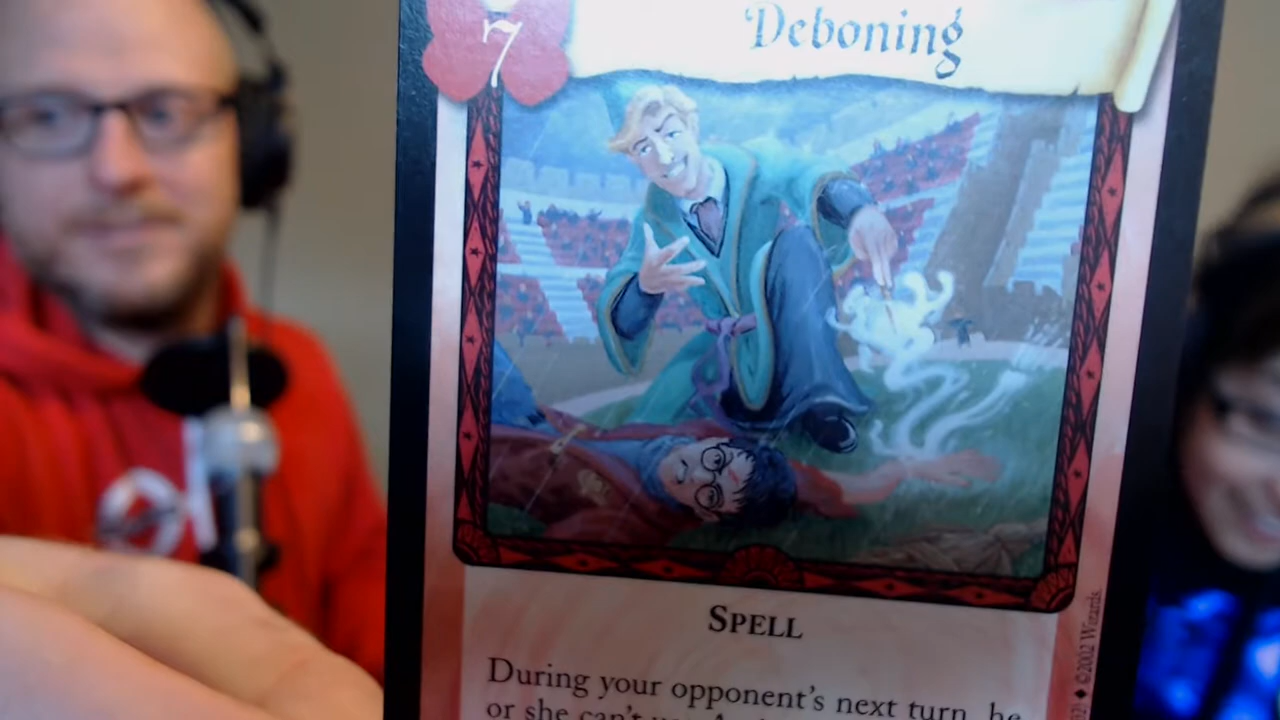 7
Deboning
SPELL
During your opponent's next turn, he
or she can't
©2002 Wizards